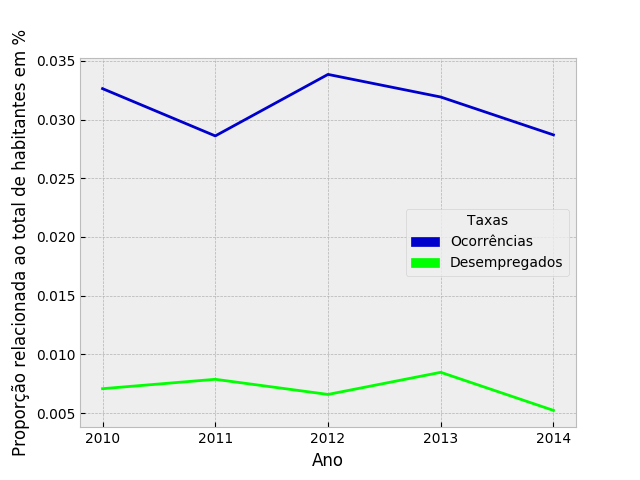 Proporção relacionada ao total de habitantes em %
0.035
0.030
0.025
0.020
0.015
0.010
0.005
Taxas
Ocorrências
Desempregados
2010 2011 2012 2013 2014
Ano